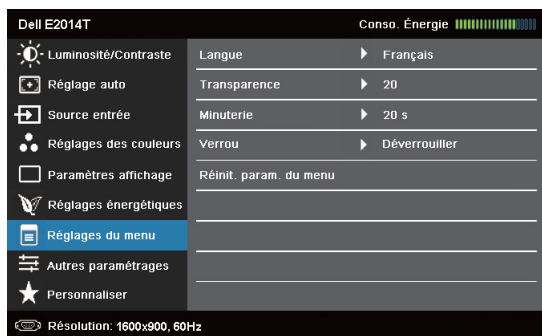 Dell E2014T Conso. Énergie
Luminosité/Contraste Langue Français
Réglage auto Transparence 20
Source entrée Minuterie 20 s
Réglages des couleurs Verrou Déverrouiller
Paramètres affichage Réinit. param. du menu
Réglages énergétiques
Réglages du menu
Autres paramétrages
Personnaliser
Résolution: 1600x900, 60Hz